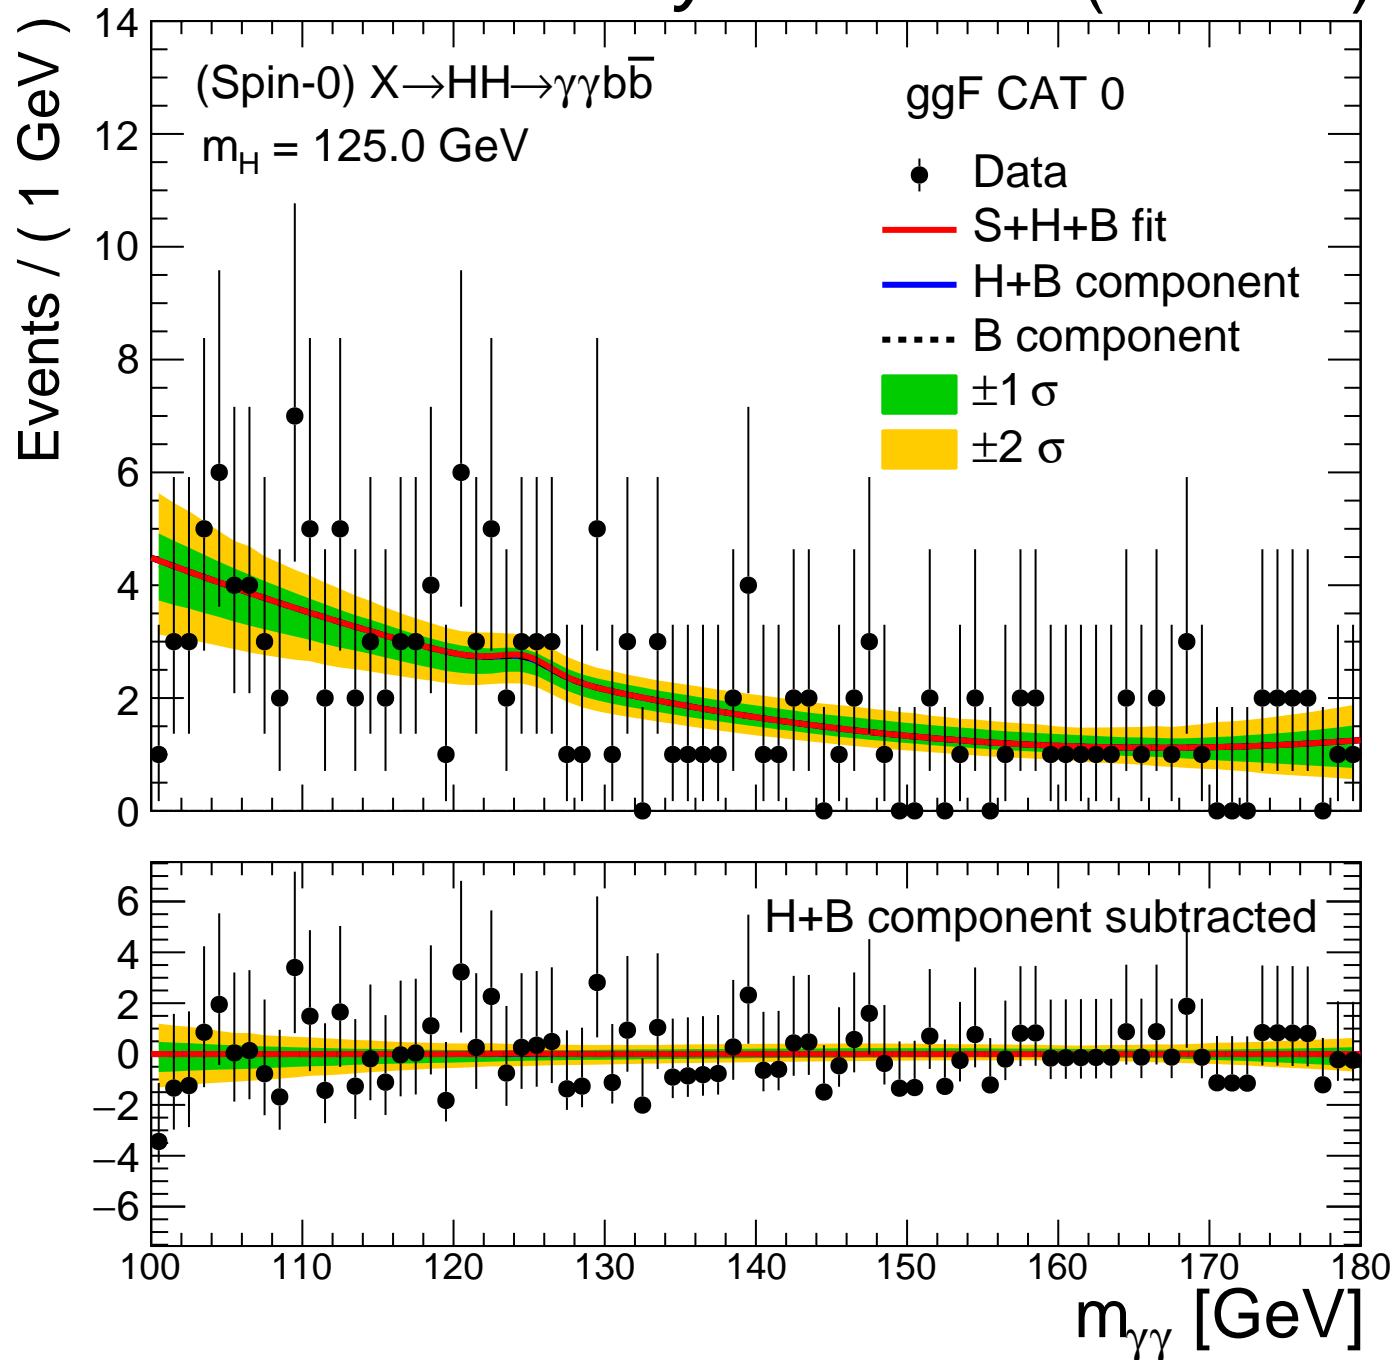 14
12
10
8
6
4
2
0
Events / ( 1 GeV )
(Spin-0) X→HH→γγbb̅
m_H = 125.0 GeV
ggF CAT 0
Data
S+H+B fit
H+B component
B component
±1 σ
±2 σ
H+B component subtracted
6
4
2
0
−2
−4
−6
100 110 120 130 140 150 160 170 180
m_γγ [GeV]